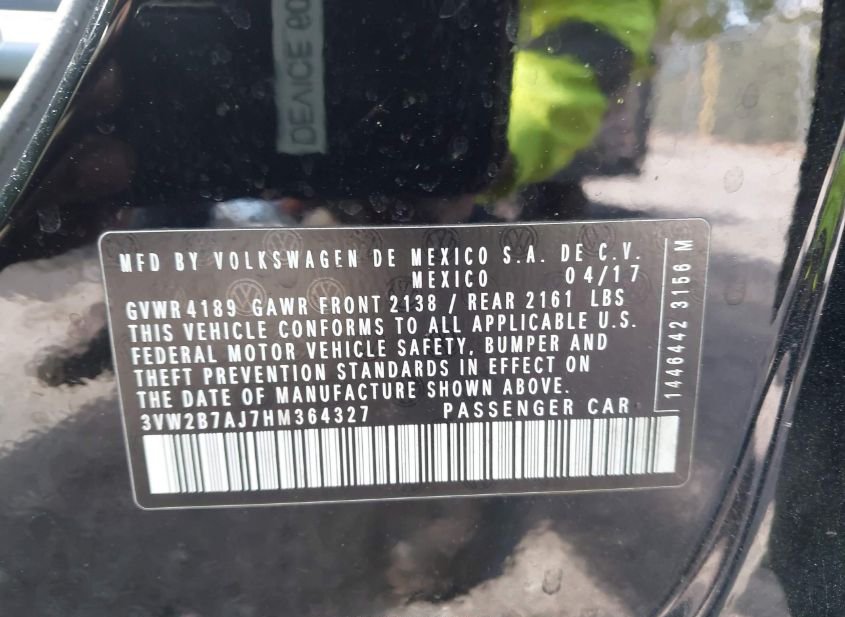 DEVICE
MFD BY VOLKSWAGEN DE MEXICO S.A. DE C.V.
MEXICO 04/17
GVWR 4189 GAWR FRONT 2138 / REAR 2161 LBS
THIS VEHICLE CONFORMS TO ALL APPLICABLE U.S.
FEDERAL MOTOR VEHICLE SAFETY, BUMPER AND
THEFT PREVENTION STANDARDS IN EFFECT ON
THE DATE OF MANUFACTURE SHOWN ABOVE.
3VW2B7AJ7HM364327 PASSENGER CAR
1446442 3156 M